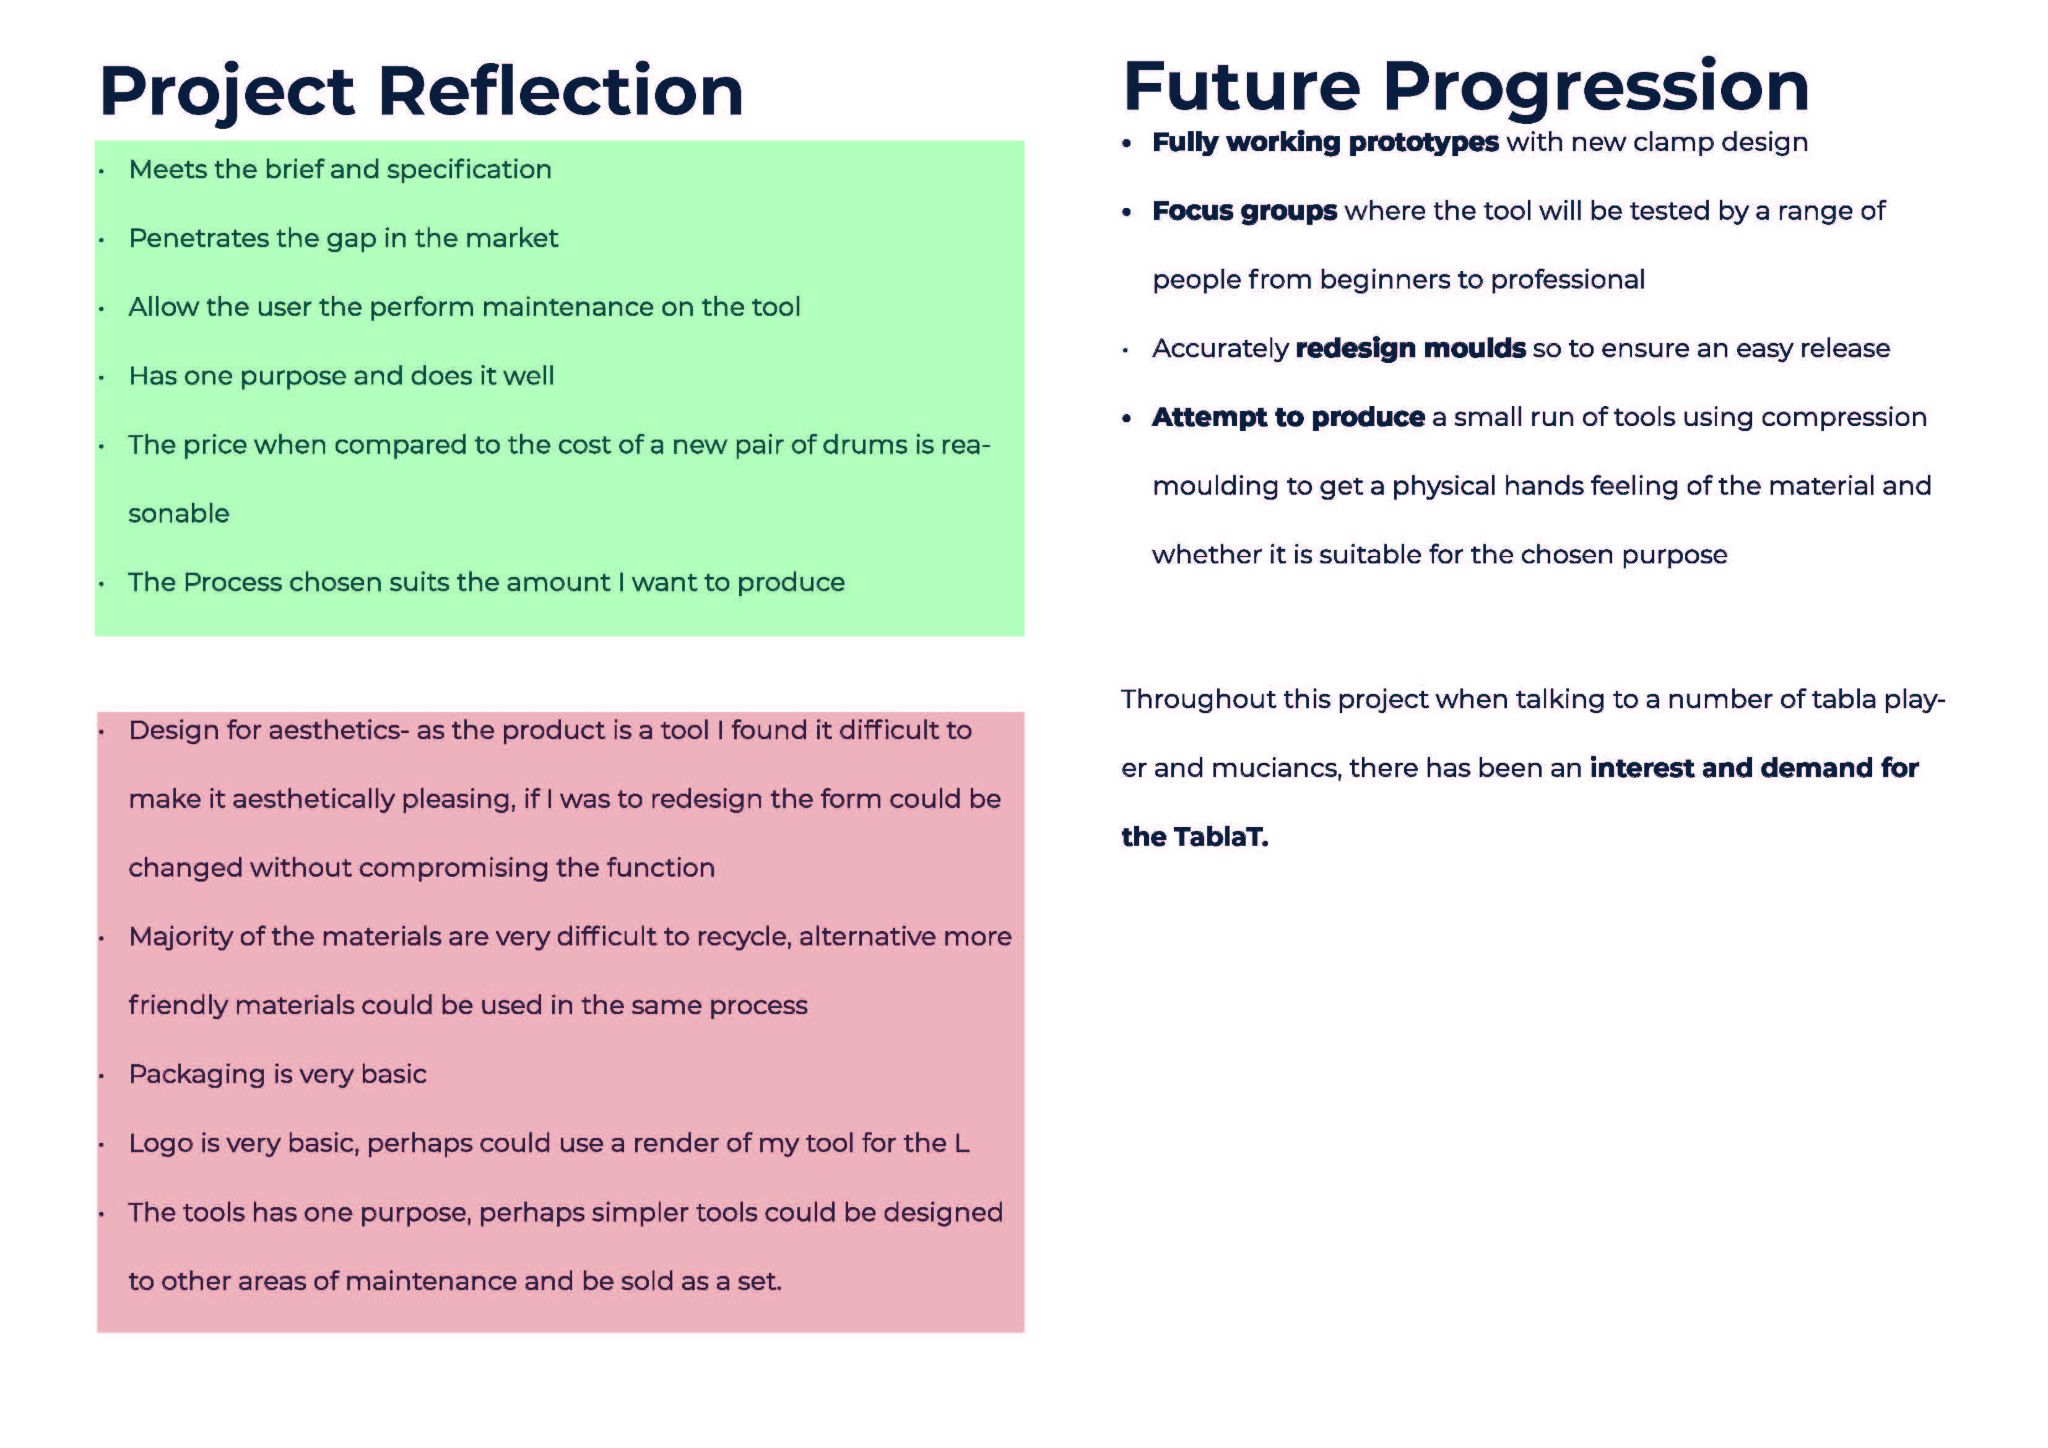 Project Reflection
• Meets the brief and specification
• Penetrates the gap in the market
• Allow the user the perform maintenance on the tool
• Has one purpose and does it well
• The price when compared to the cost of a new pair of drums is rea-
sonable
• The Process chosen suits the amount I want to produce
• Design for aesthetics- as the product is a tool I found it difficult to
make it aesthetically pleasing, if I was to redesign the form could be
changed without compromising the function
• Majority of the materials are very difficult to recycle, alternative more
friendly materials could be used in the same process
• Packaging is very basic
• Logo is very basic, perhaps could use a render of my tool for the L
• The tools has one purpose, perhaps simpler tools could be designed
to other areas of maintenance and be sold as a set.
Future Progression
• Fully working prototypes with new clamp design
• Focus groups where the tool will be tested by a range of
people from beginners to professional
• Accurately redesign moulds so to ensure an easy release
• Attempt to produce a small run of tools using compression
moulding to get a physical hands feeling of the material and
whether it is suitable for the chosen purpose
Throughout this project when talking to a number of tabla play-
er and muciancs, there has been an interest and demand for
the TablaT.